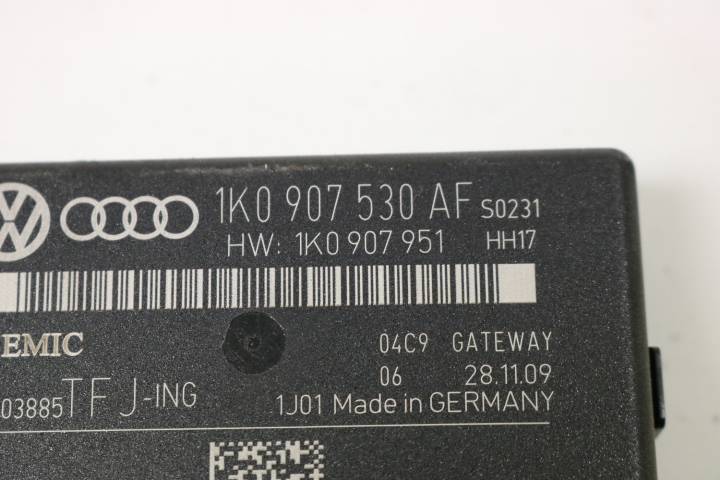 1K0 907 530 AF S0231
HW: 1K0 907 951 HH17
EMIC
04C9 GATEWAY
06 28.11.09
03885TFJ-ING
1J01 Made in GERMANY